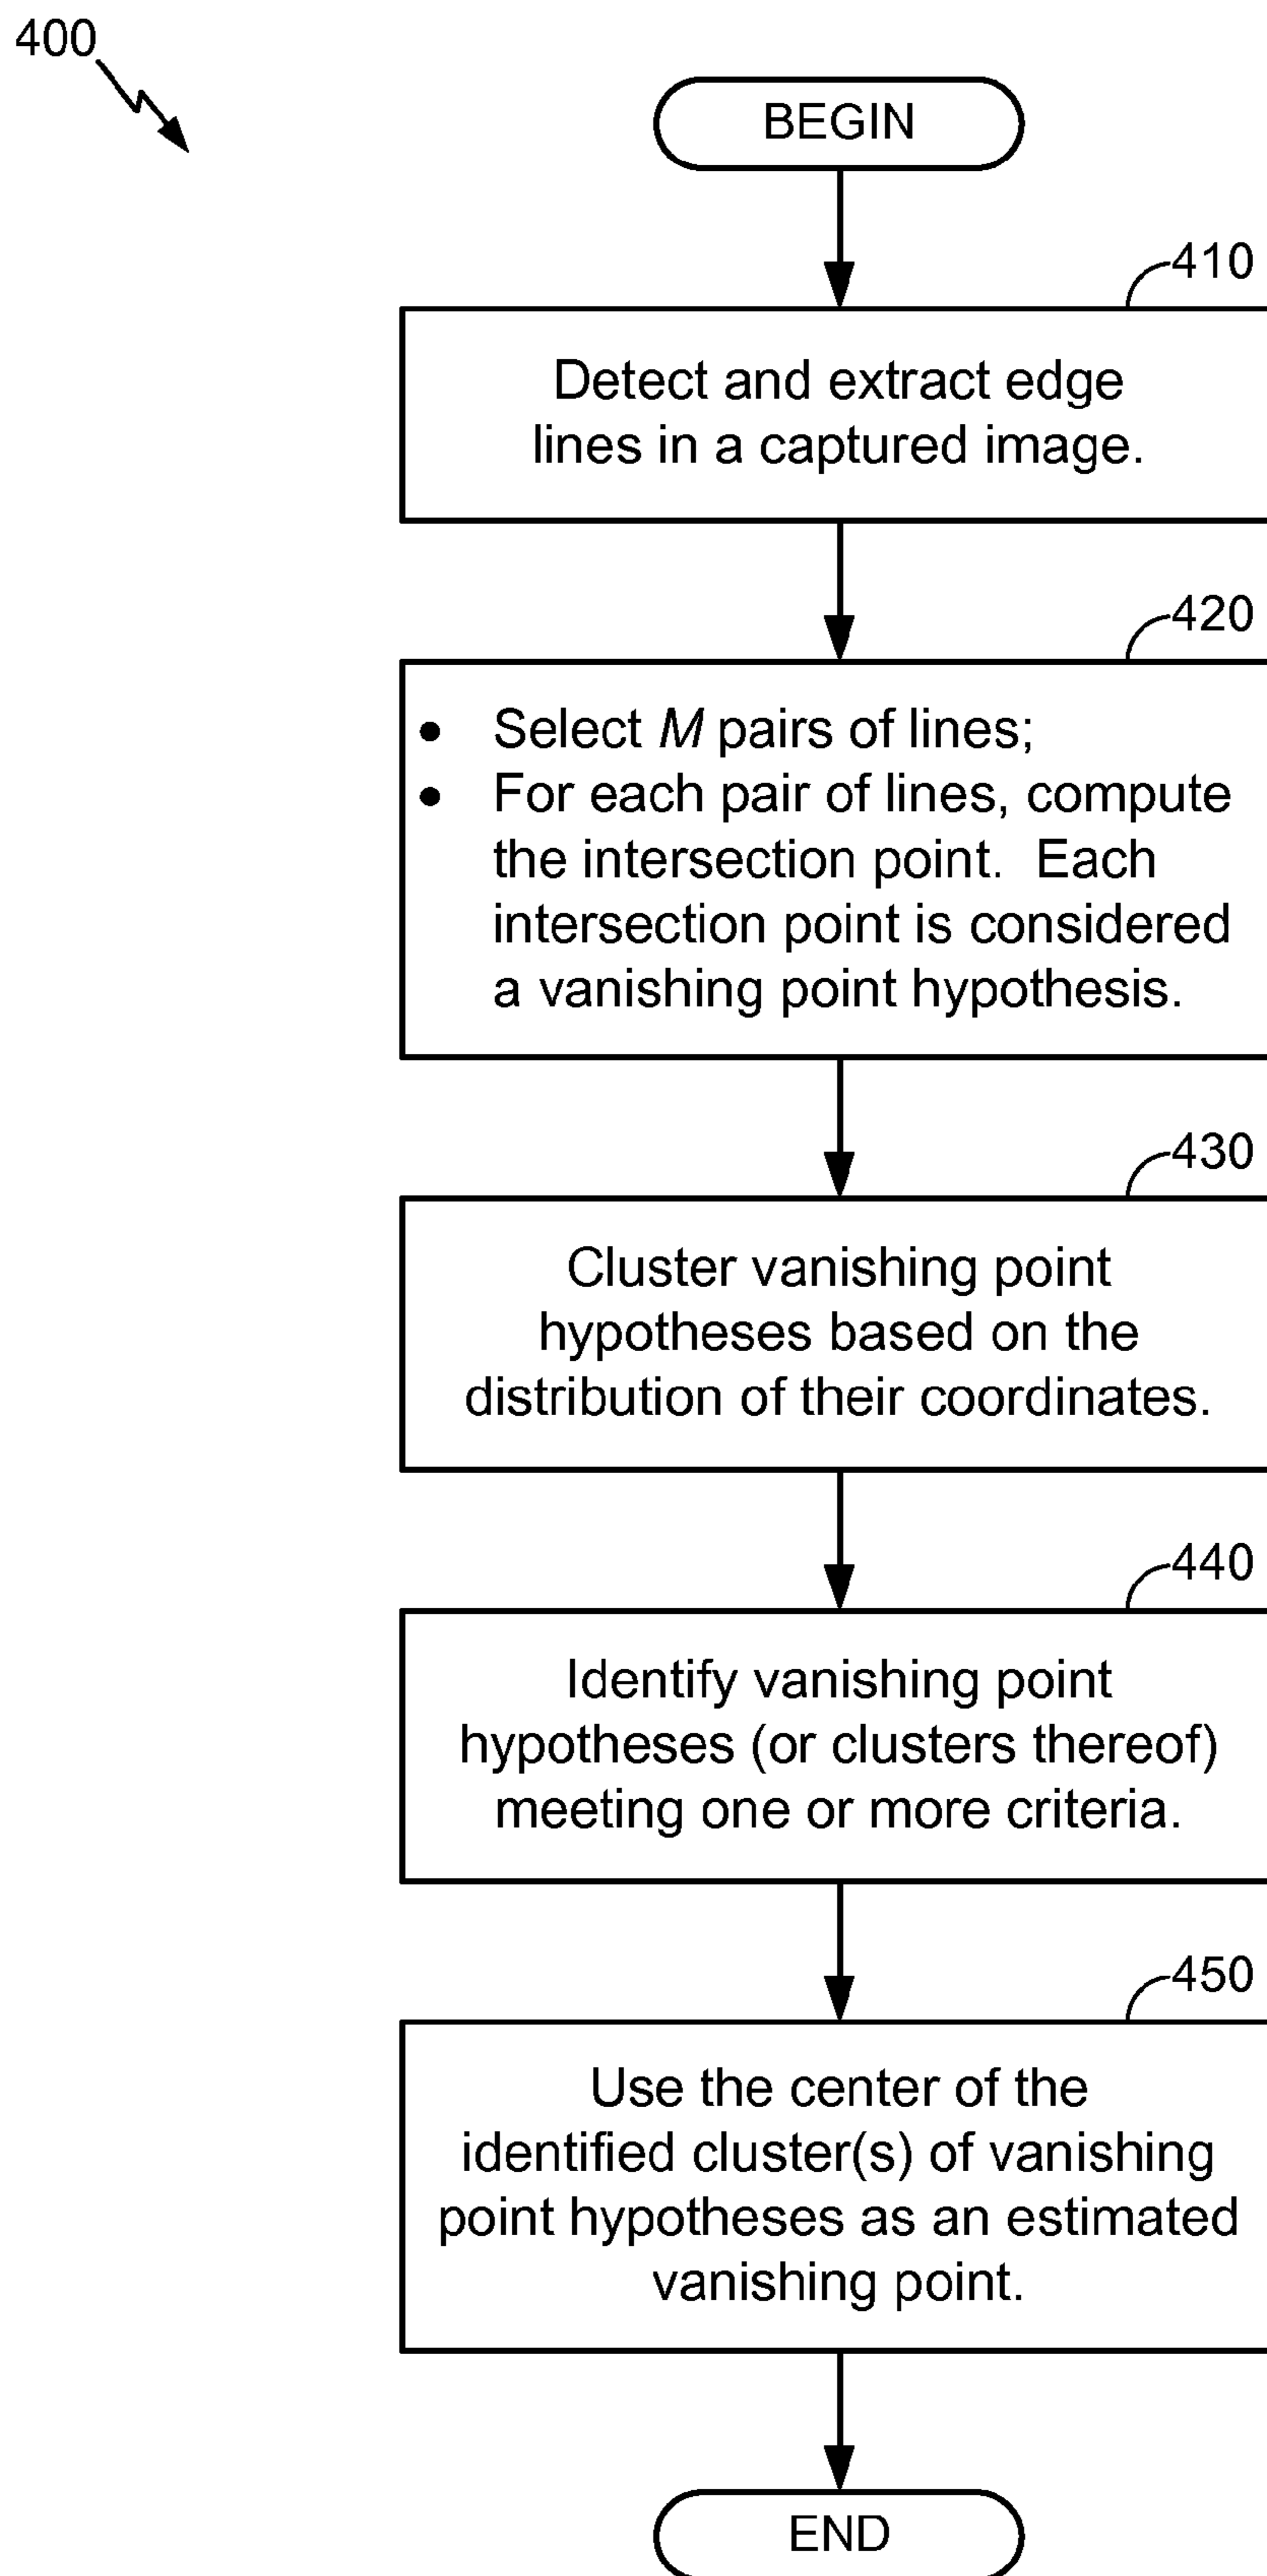 400
BEGIN
410
Detect and extract edge
lines in a captured image.
420
• Select M pairs of lines;
• For each pair of lines, compute
the intersection point. Each
intersection point is considered
a vanishing point hypothesis.
430
Cluster vanishing point
hypotheses based on the
distribution of their coordinates.
440
Identify vanishing point
hypotheses (or clusters thereof)
meeting one or more criteria.
450
Use the center of the
identified cluster(s) of vanishing
point hypotheses as an estimated
vanishing point.
END